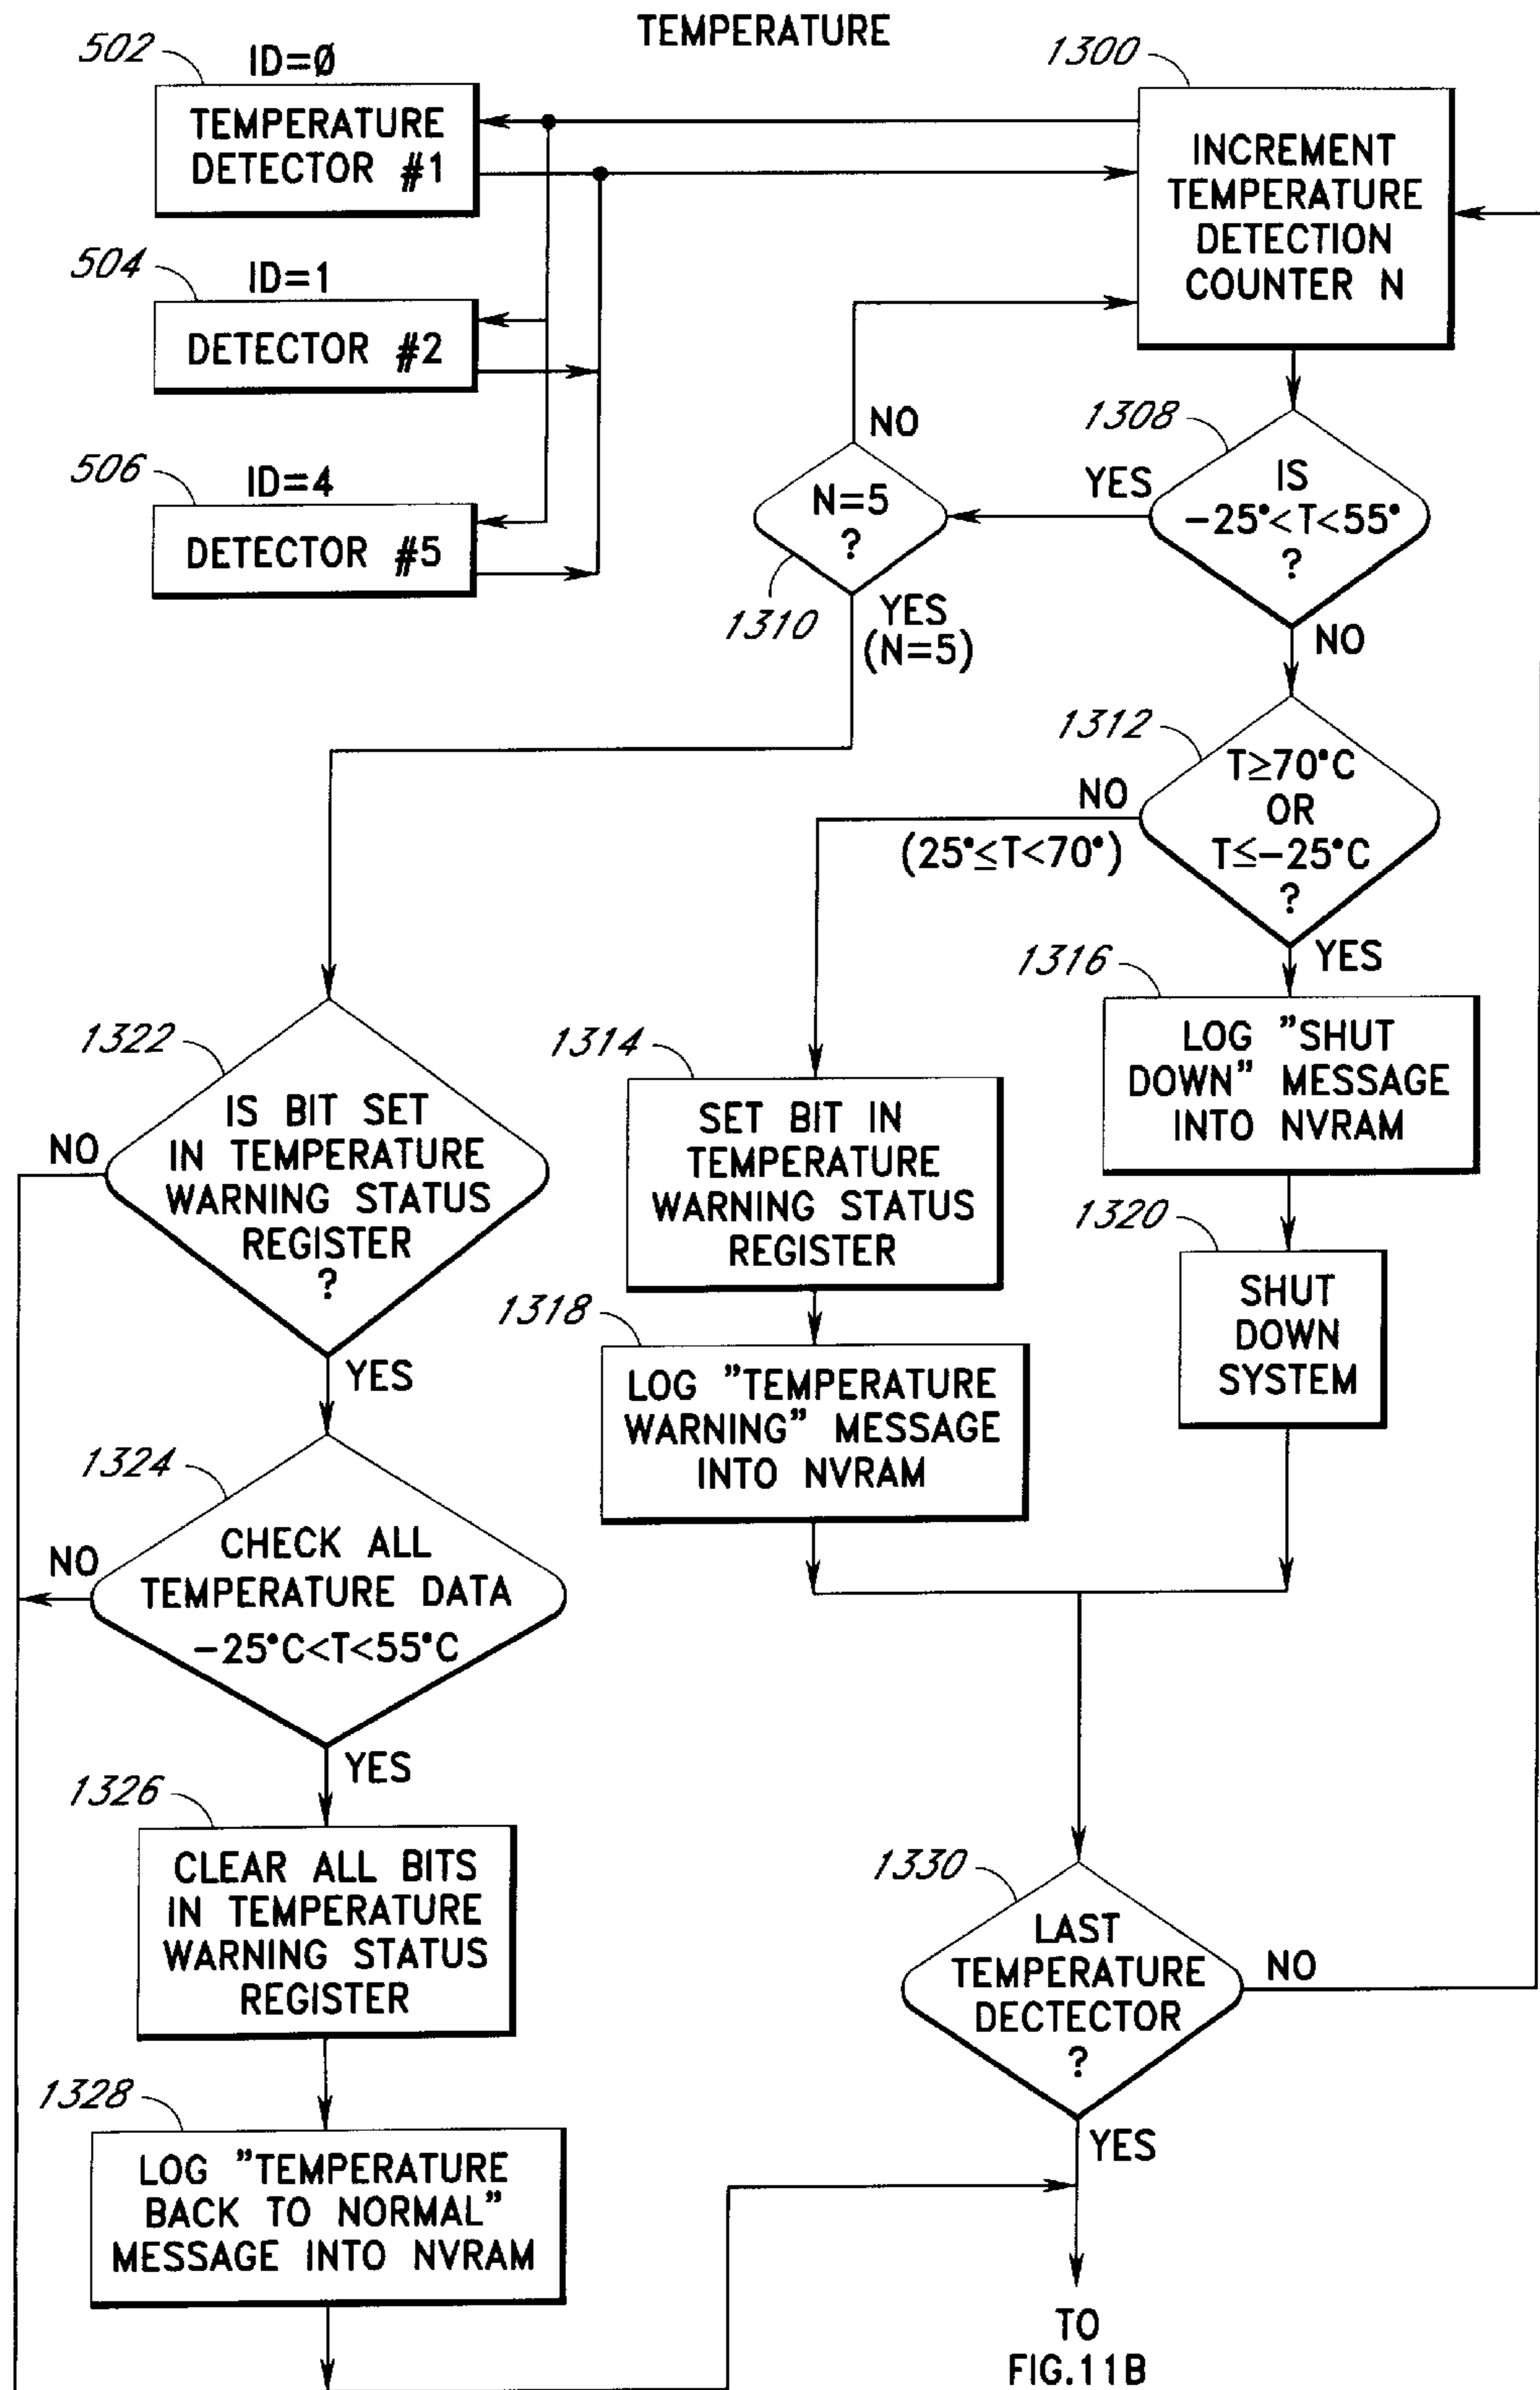 TEMPERATURE
502
ID=Ø
TEMPERATURE
DETECTOR #1
504
ID=1
DETECTOR #2
506
ID=4
DETECTOR #5
1300
INCREMENT
TEMPERATURE
DETECTION
COUNTER N
1308
IS
-25°<T<55°
?
YES
NO
NO
N=5
?
1310
YES
(N=5)
1312
T≥70°C
OR
T≤-25°C
?
NO
(25°≤T<70°)
YES
1316
LOG "SHUT
DOWN" MESSAGE
INTO NVRAM
1320
SHUT
DOWN
SYSTEM
1314
SET BIT IN
TEMPERATURE
WARNING STATUS
REGISTER
1318
LOG "TEMPERATURE
WARNING" MESSAGE
INTO NVRAM
1322
IS BIT SET
IN TEMPERATURE
WARNING STATUS
REGISTER
?
NO
YES
1324
CHECK ALL
TEMPERATURE DATA
-25°C<T<55°C
NO
YES
1326
CLEAR ALL BITS
IN TEMPERATURE
WARNING STATUS
REGISTER
1328
LOG "TEMPERATURE
BACK TO NORMAL"
MESSAGE INTO NVRAM
1330
LAST
TEMPERATURE
DECTECTOR
?
NO
YES
TO
FIG.11B